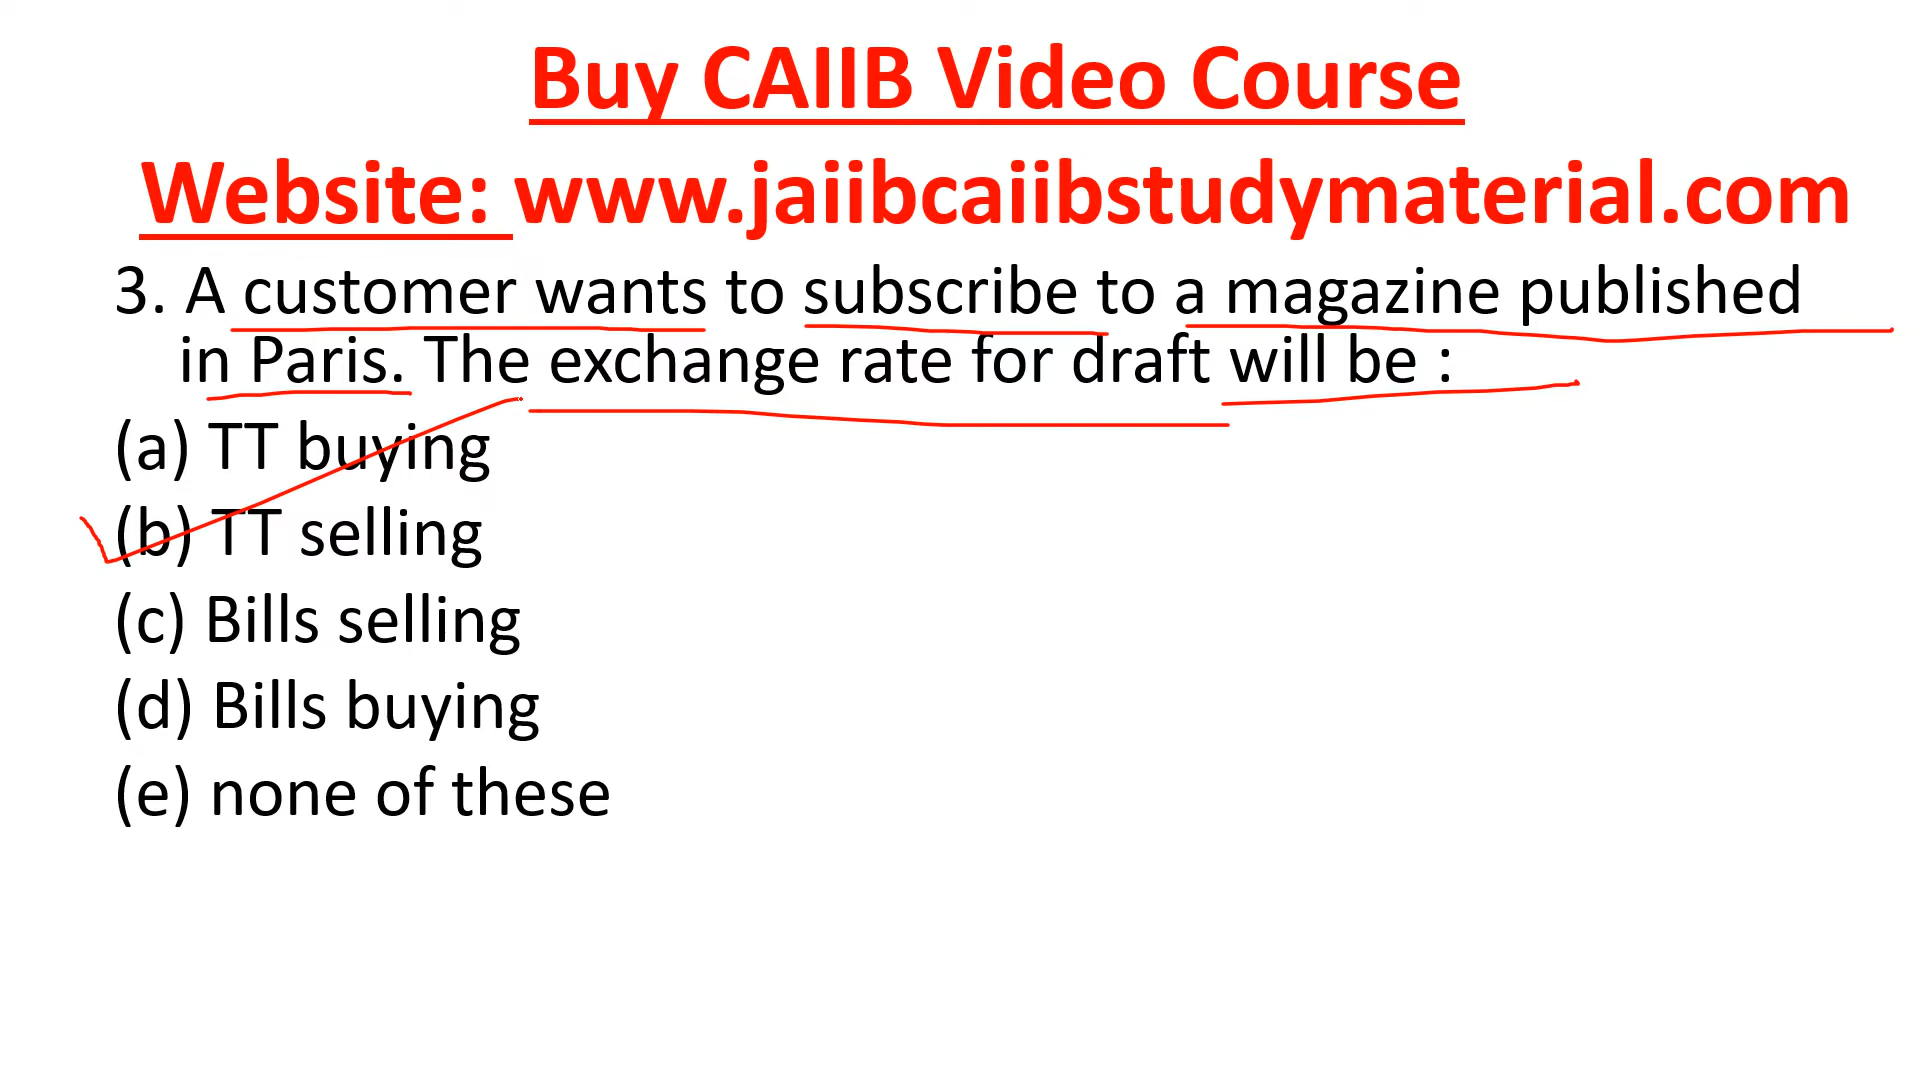 Buy CAIIB Video Course
Website: www.jaiibcaiibstudymaterial.com
3. A customer wants to subscribe to a magazine published
in Paris. The exchange rate for draft will be :
(a) TT buying
(b) TT selling
(c) Bills selling
(d) Bills buying
(e) none of these